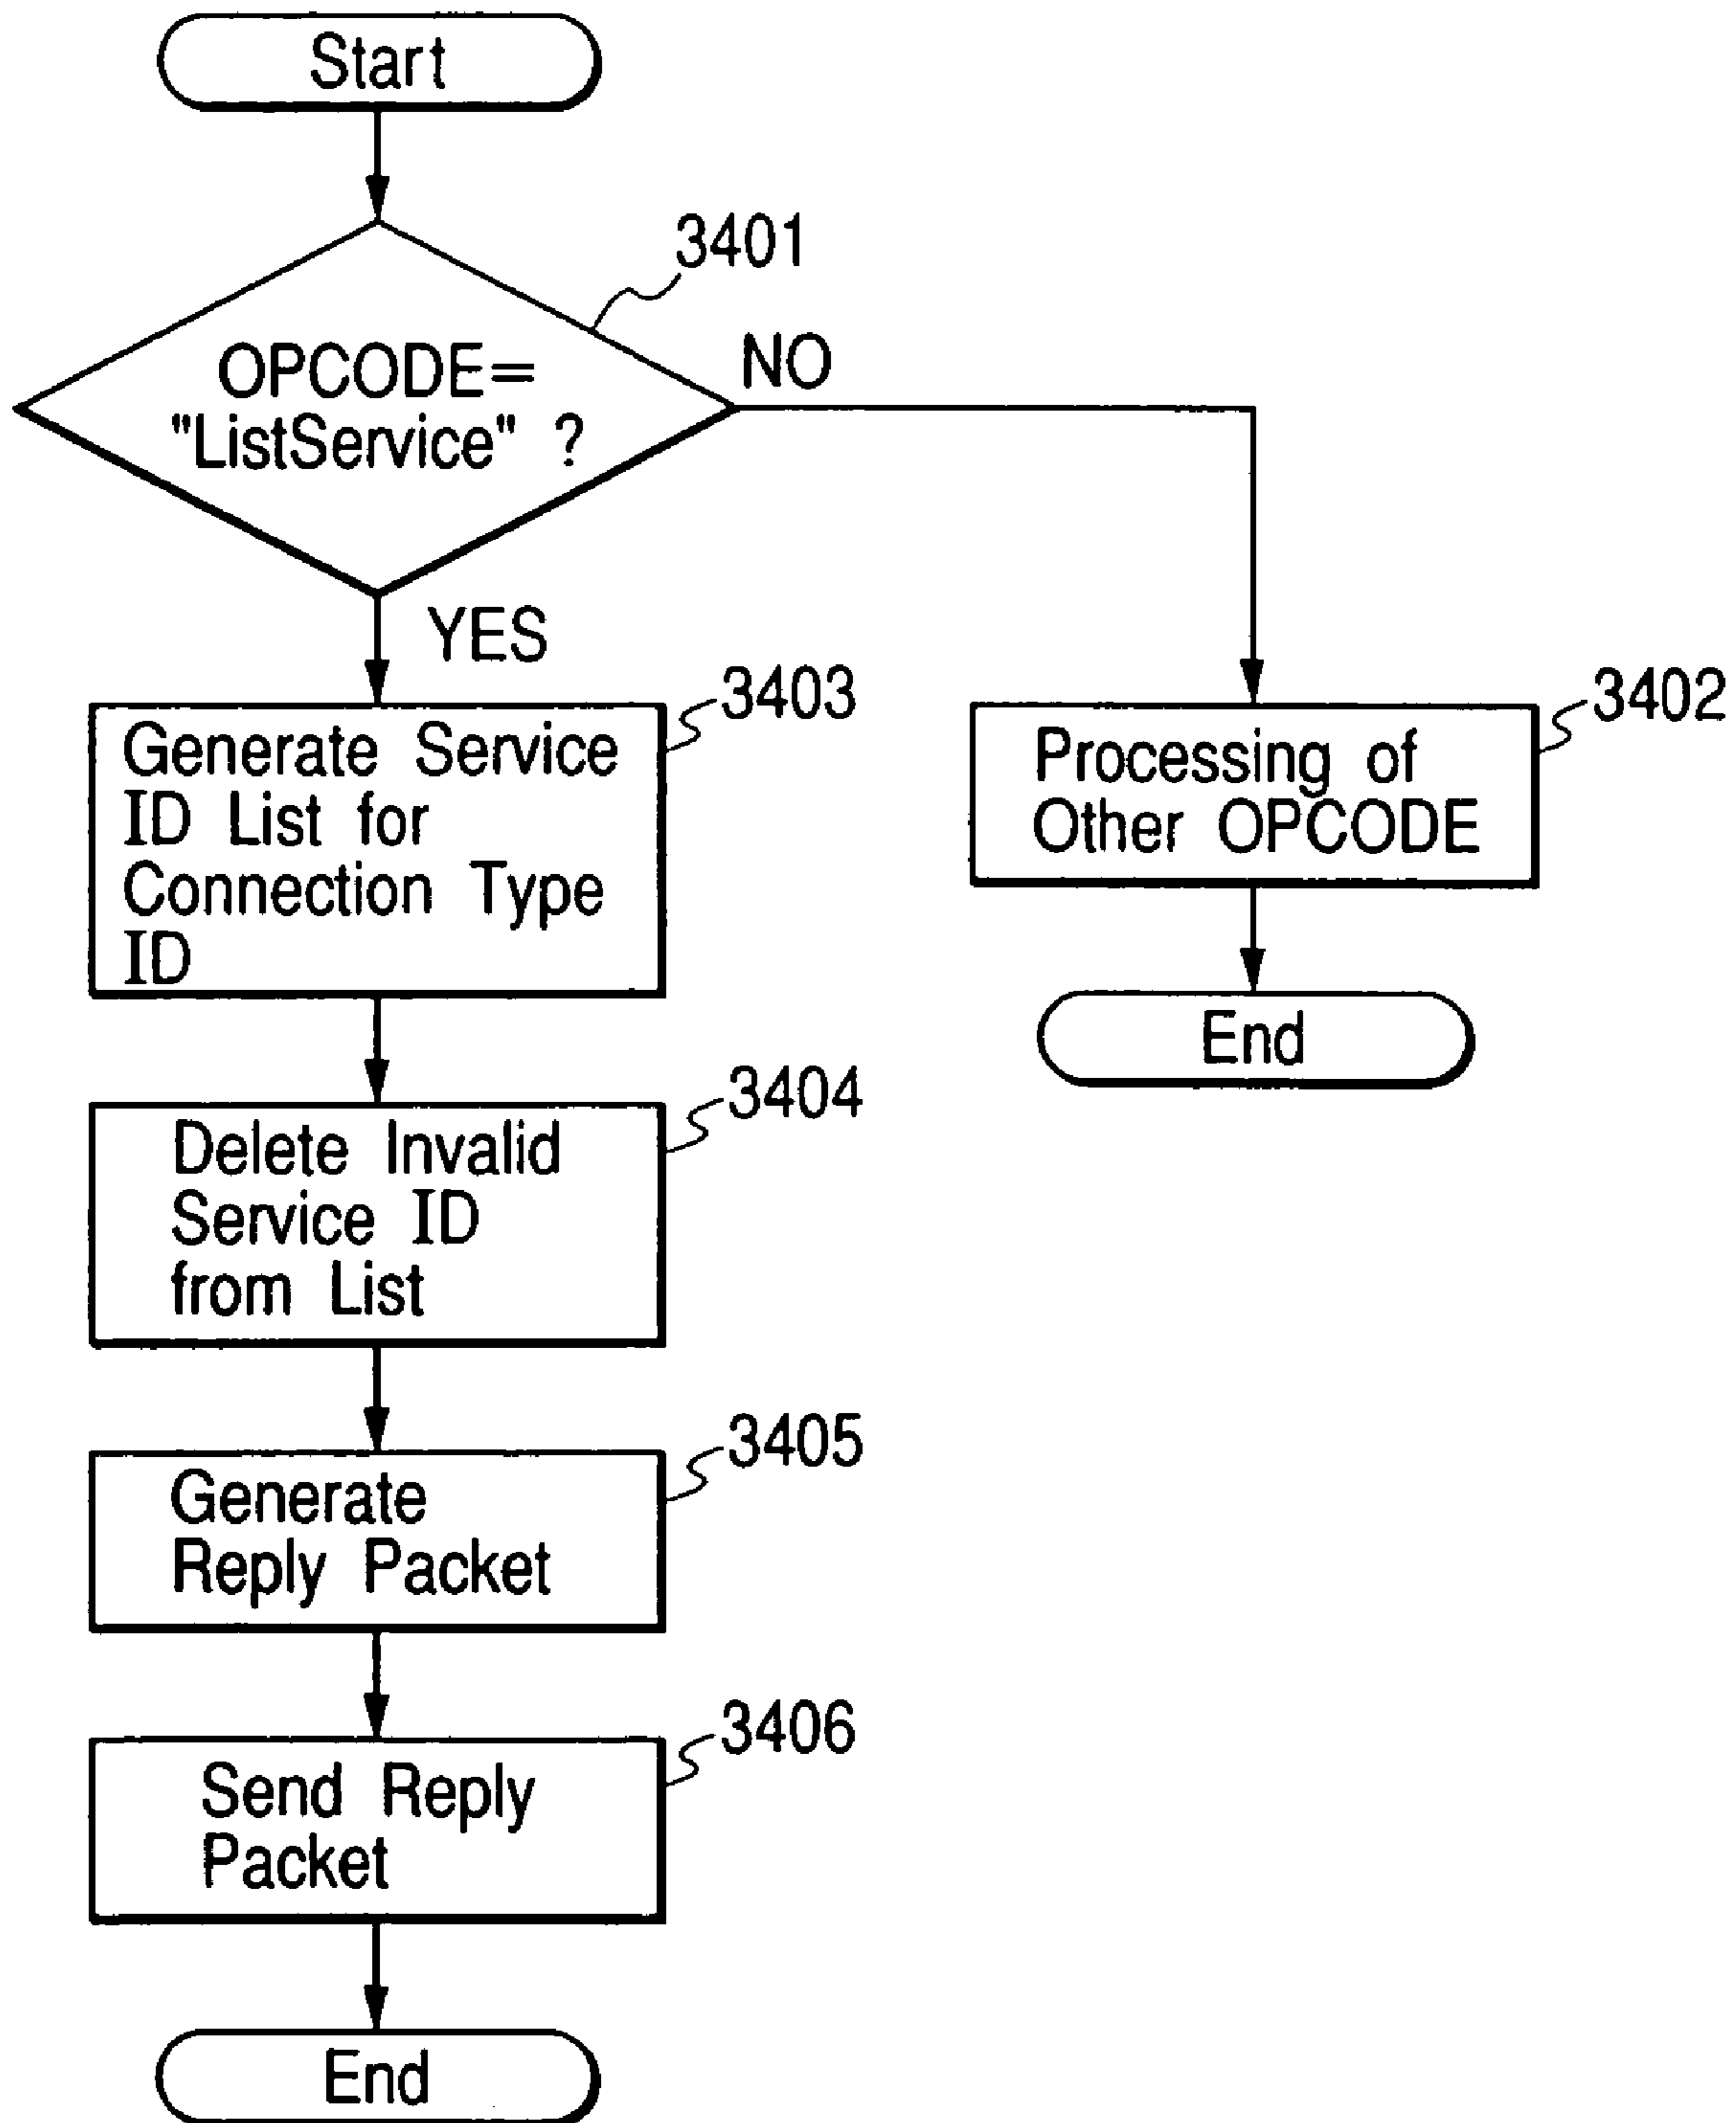 Start
3401
OPCODE=
"ListService" ?
NO
YES
3403
Generate Service
ID List for
Connection Type
ID
3402
Processing of
Other OPCODE
End
3404
Delete Invalid
Service ID
from List
3405
Generate
Reply Packet
3406
Send Reply
Packet
End